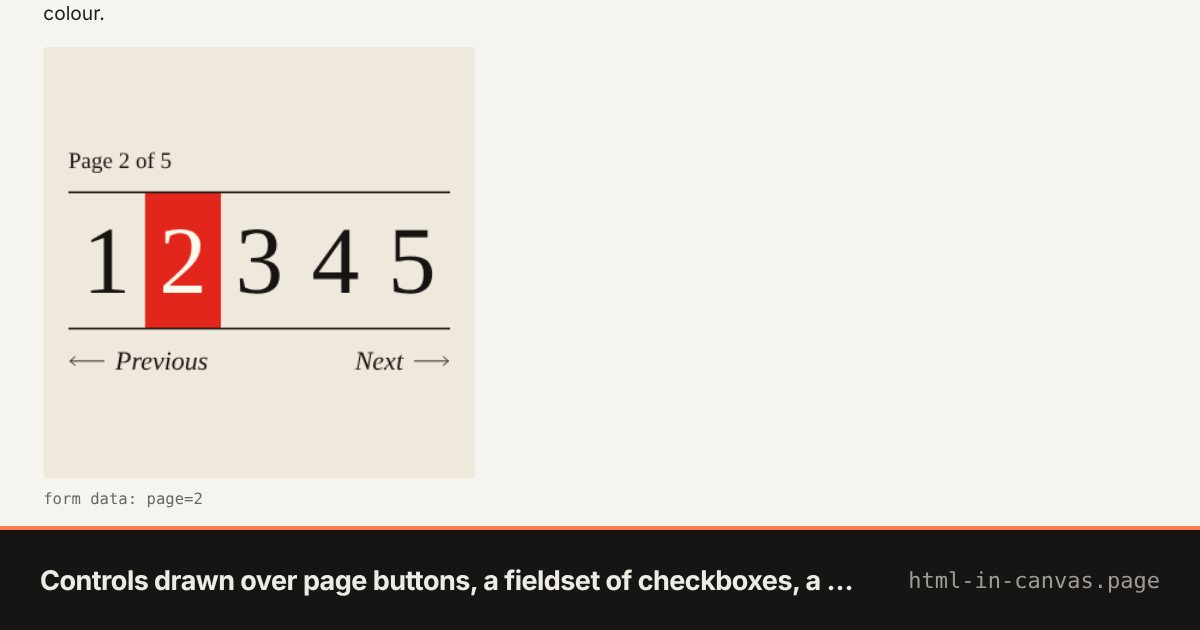 colour.
Page 2 of 5
1 2 3 4 5
← Previous Next →
form data: page=2
Controls drawn over page buttons, a fieldset of checkboxes, a … html-in-canvas.page